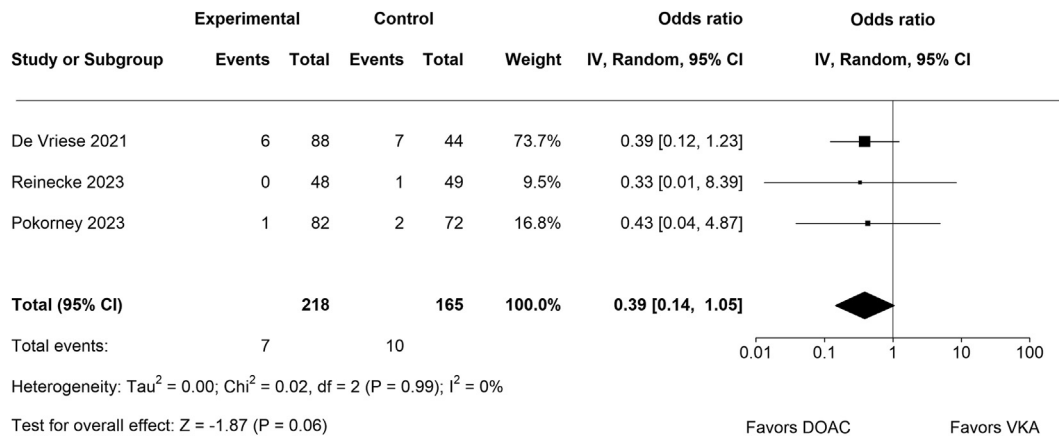 Experimental Control Odds ratio Odds ratio
Study or Subgroup Events Total Events Total Weight IV, Random, 95% CI IV, Random, 95% CI
De Vriese 2021 6 88 7 44 73.7% 0.39 [0.12, 1.23]
Reinecke 2023 0 48 1 49 9.5% 0.33 [0.01, 8.39]
Pokorney 2023 1 82 2 72 16.8% 0.43 [0.04, 4.87]
Total (95% CI) 218 165 100.0% 0.39 [0.14, 1.05]
Total events: 7 10
0.01 0.1 1 10 100
Heterogeneity: Tau² = 0.00; Chi² = 0.02, df = 2 (P = 0.99); I² = 0%
Test for overall effect: Z = -1.87 (P = 0.06) Favors DOAC Favors VKA